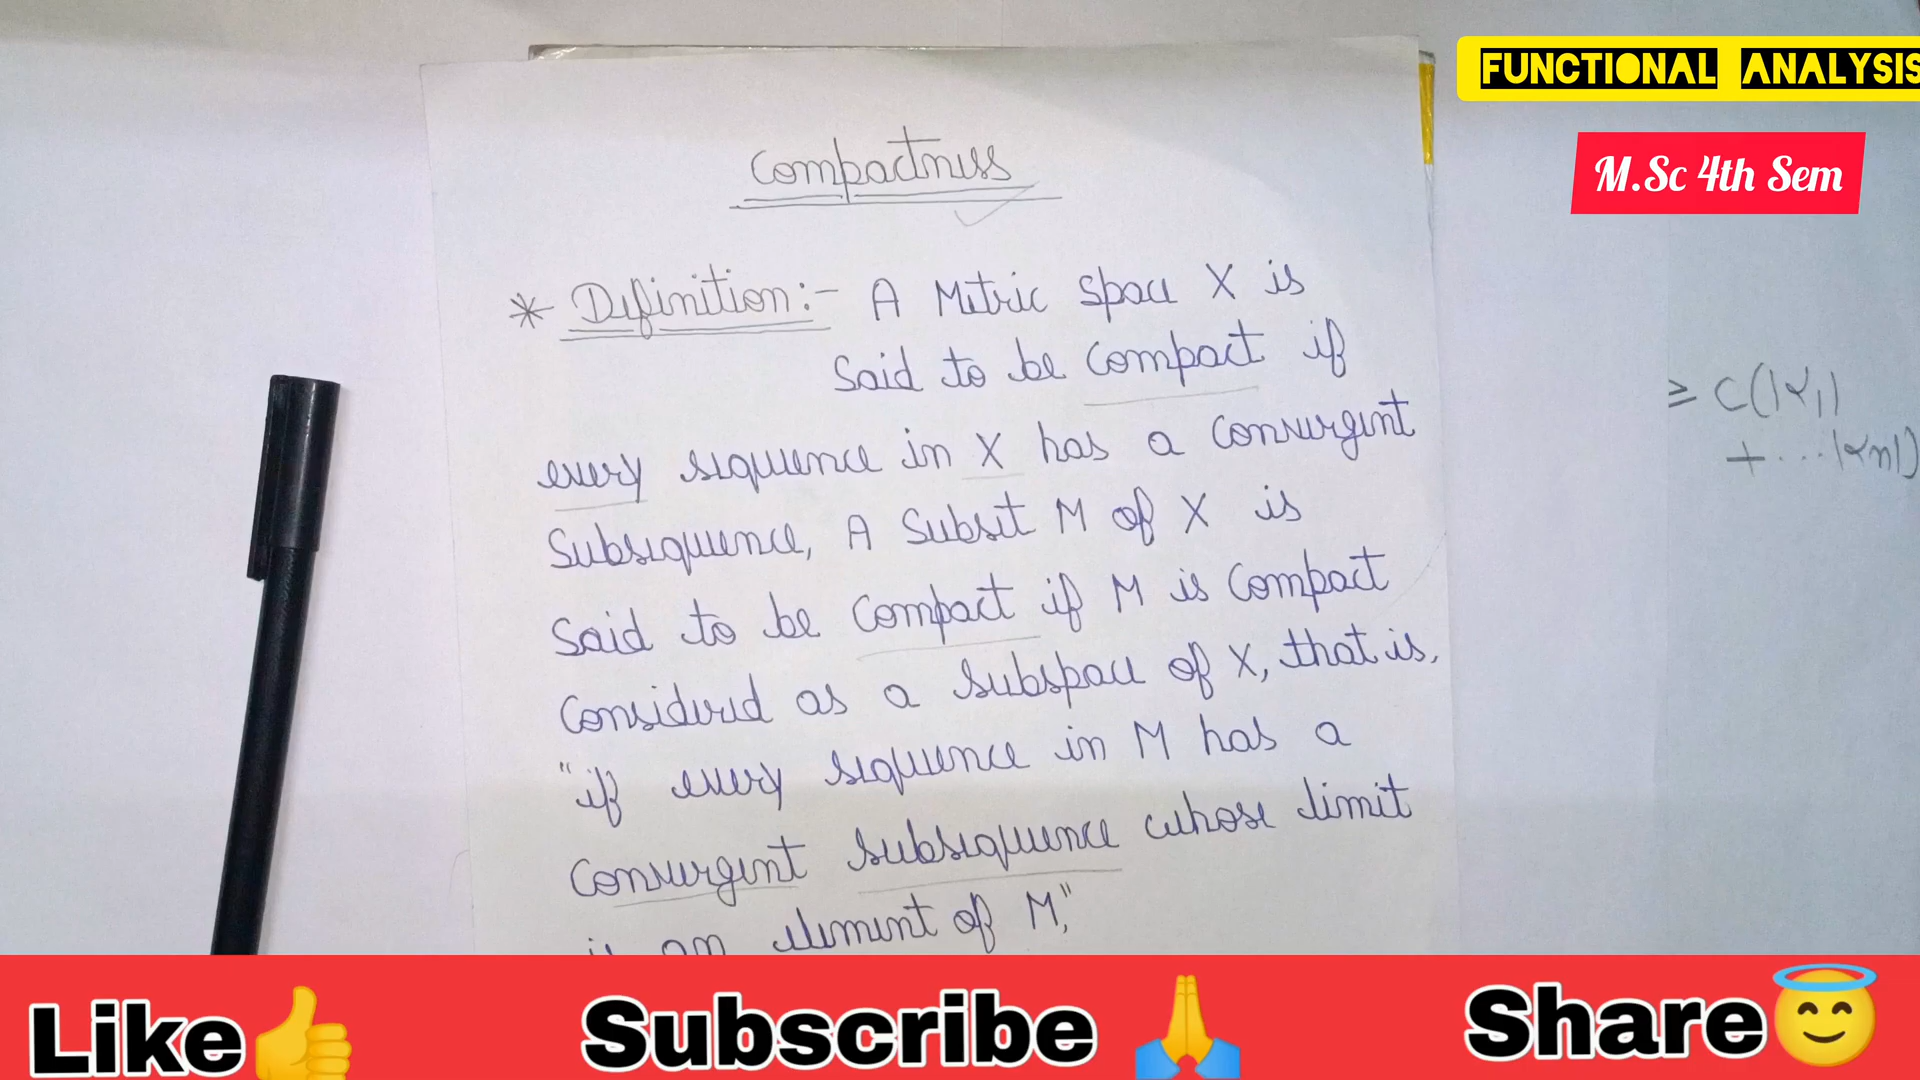 FUNCTIONAL ANALYSIS
M.Sc 4th Sem
Compactness
* Definition:- A Metric space X is
said to be compact if
every sequence in X has a convergent
subsequence, A subset M of X is
said to be compact if M is compact
considered as a subspace of X, that is,
"if every sequence in M has a
convergent subsequence whose limit
is an element of M,"
≥ C(|α₁|
+ ... |αn|)
Like👍
Subscribe 🙏
Share😇